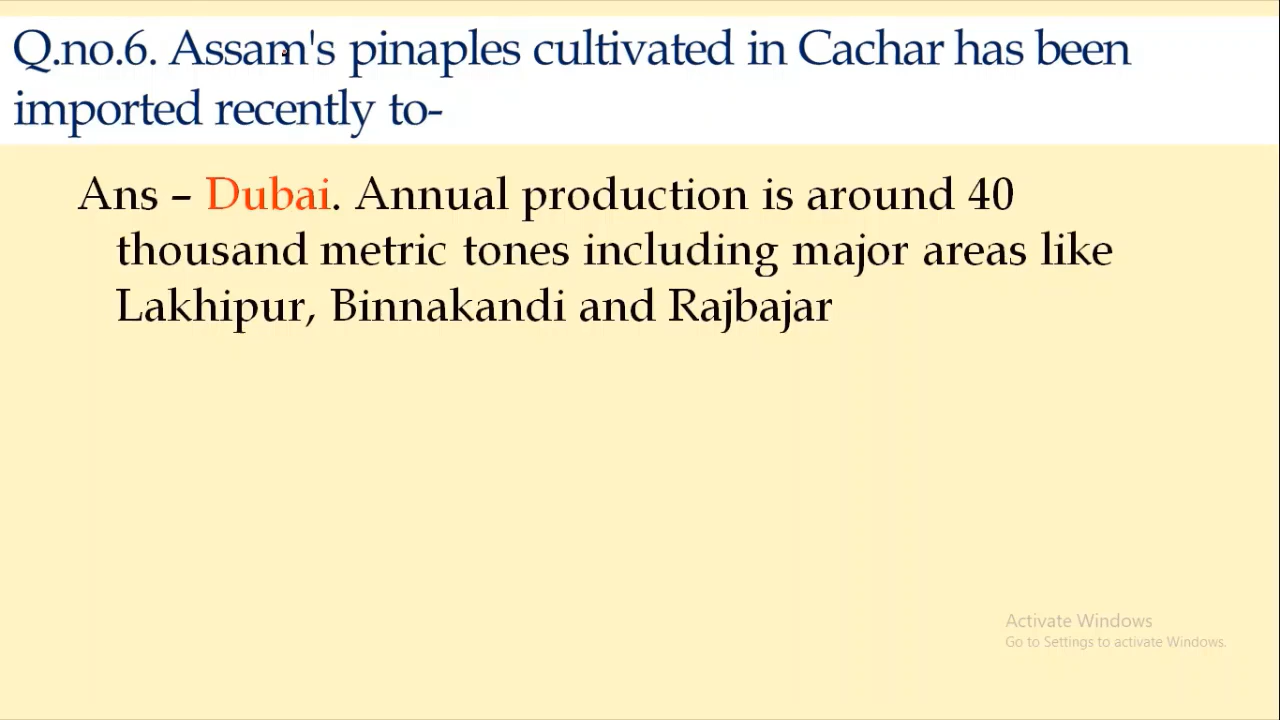 Q.no.6. Assam's pinaples cultivated in Cachar has been
imported recently to-
Ans – Dubai. Annual production is around 40
thousand metric tones including major areas like
Lakhipur, Binnakandi and Rajbajar
Activate Windows
Go to Settings to activate Windows.